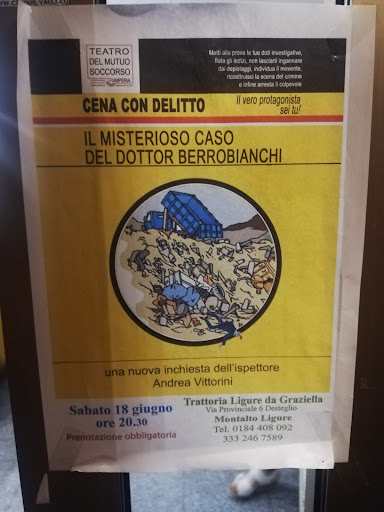 TEATRO
DEL MUTUO
SOCCORSO
IMPERIA
Metti alla prova le tue doti investigative,
fiuta gli indizi, non lasciarti ingannare
dai depistaggi, individua il movente,
ricostruisci la scena del crimine
e infine arresta il colpevole
CENA CON DELITTO
Il vero protagonista
sei tu!
IL MISTERIOSO CASO
DEL DOTTOR BERROBIANCHI
una nuova inchiesta dell'ispettore
Andrea Vittorini
Sabato 18 giugno
ore 20.30
Prenotazione obbligatoria
Trattoria Ligure da Graziella
Via Provinciale 6 Desteglio
Montalto Ligure
Tel. 0184 408 092
333 246 7589